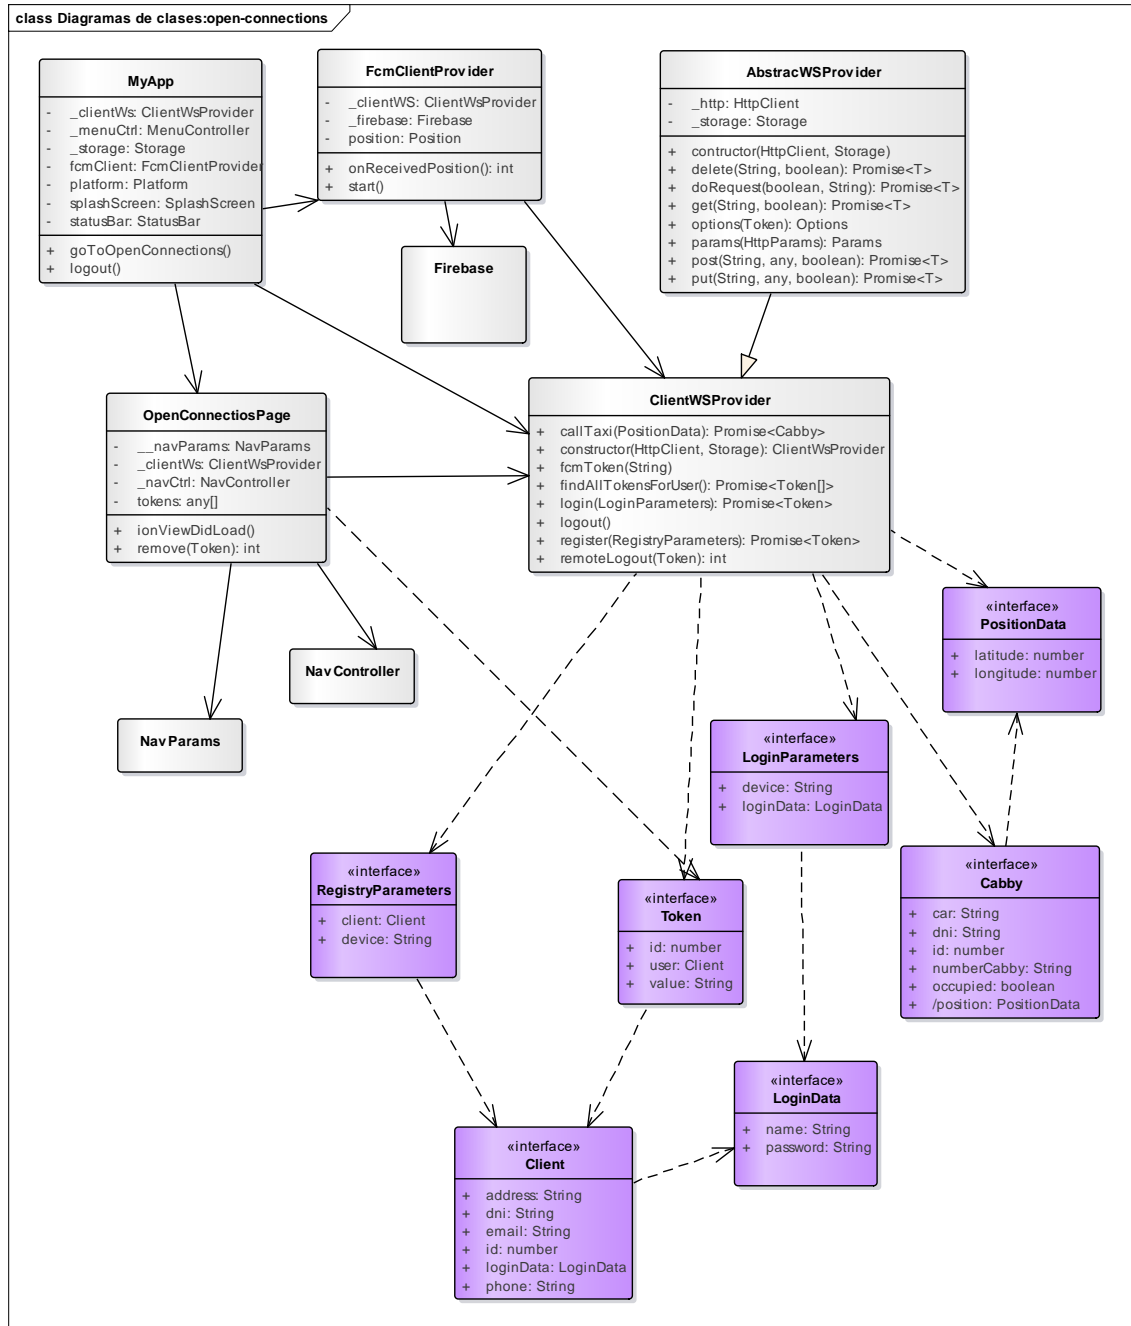 class Diagramas de clases:open-connections
MyApp
- _clientWs: ClientWsProvider
- _menuCtrl: MenuController
- _storage: Storage
- fcmClient: FcmClientProvider
- platform: Platform
- splashScreen: SplashScreen
- statusBar: StatusBar
+ goToOpenConnections()
+ logout()
FcmClientProvider
- _clientWS: ClientWsProvider
- _firebase: Firebase
- position: Position
+ onReceivedPosition(): int
+ start()
AbstracWSProvider
- _http: HttpClient
- _storage: Storage
+ contructor(HttpClient, Storage)
+ delete(String, boolean): Promise<T>
+ doRequest(boolean, String): Promise<T>
+ get(String, boolean): Promise<T>
+ options(Token): Options
+ params(HttpParams): Params
+ post(String, any, boolean): Promise<T>
+ put(String, any, boolean): Promise<T>
Firebase
OpenConnectiosPage
- __navParams: NavParams
- _clientWs: ClientWsProvider
- _navCtrl: NavController
- tokens: any[]
+ ionViewDidLoad()
+ remove(Token): int
ClientWSProvider
+ callTaxi(PositionData): Promise<Cabby>
+ constructor(HttpClient, Storage): ClientWsProvider
+ fcmToken(String)
+ findAllTokensForUser(): Promise<Token[]>
+ login(LoginParameters): Promise<Token>
+ logout()
+ register(RegistryParameters): Promise<Token>
+ remoteLogout(Token): int
NavController
NavParams
«interface»
PositionData
+ latitude: number
+ longitude: number
«interface»
LoginParameters
+ device: String
+ loginData: LoginData
«interface»
RegistryParameters
+ client: Client
+ device: String
«interface»
Token
+ id: number
+ user: Client
+ value: String
«interface»
Cabby
+ car: String
+ dni: String
+ id: number
+ numberCabby: String
+ occupied: boolean
+ /position: PositionData
«interface»
LoginData
+ name: String
+ password: String
«interface»
Client
+ address: String
+ dni: String
+ email: String
+ id: number
+ loginData: LoginData
+ phone: String